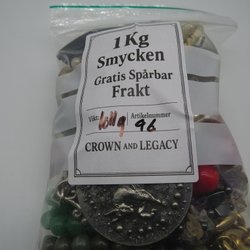 1 Kg
Smycken
Gratis Spårbar
Frakt
Vikt: Artikelnummer
96
CROWN AND LEGACY